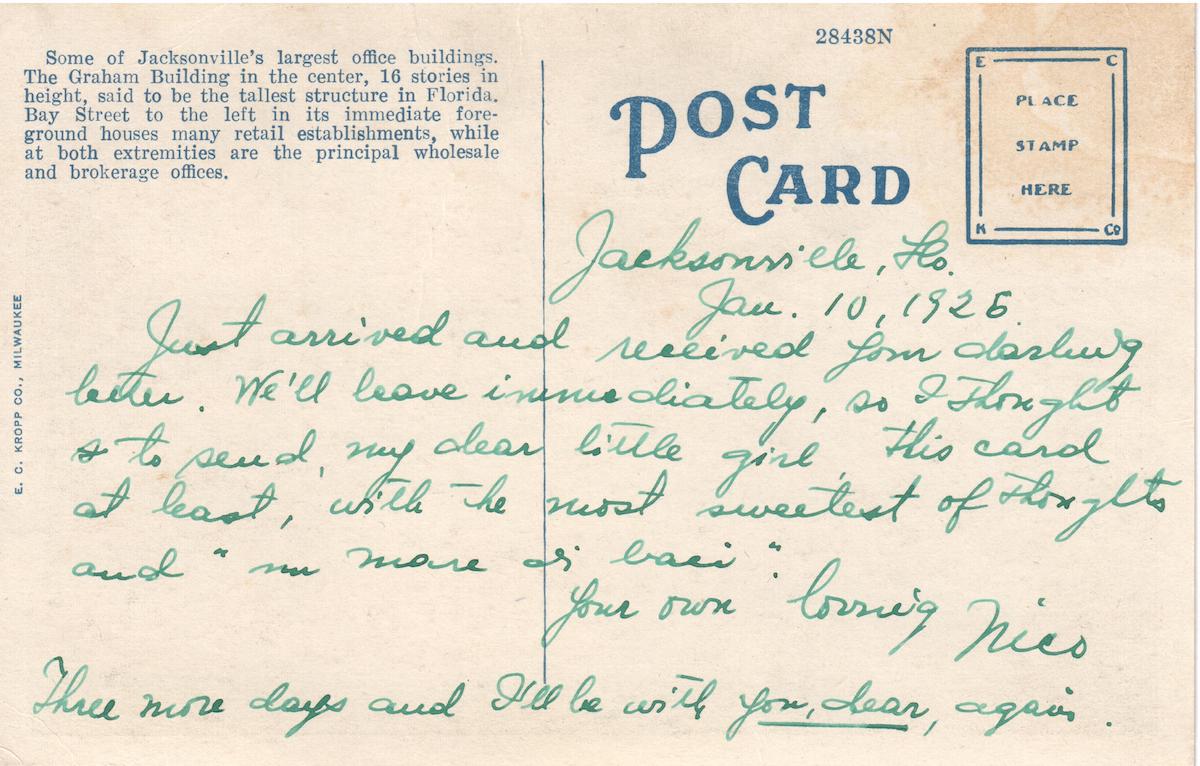 Some of Jacksonville's largest office buildings.
The Graham Building in the center, 16 stories in
height, said to be the tallest structure in Florida.
Bay Street to the left in its immediate fore-
ground houses many retail establishments, while
at both extremities are the principal wholesale
and brokerage offices.
E. C. KROPP CO., MILWAUKEE
28438N
POST
CARD
E C
PLACE
STAMP
HERE
K Co
Jacksonville, Flo.
Jan. 10, 1926
Just arrived and received your darling
letter. We'll leave immediately, so I thought
to send, my dear little girl, this card
at least, with the most sweetest of thoughts
and "un mare di baci".
Your own loving Nico
Three more days and I'll be with you, dear, again.